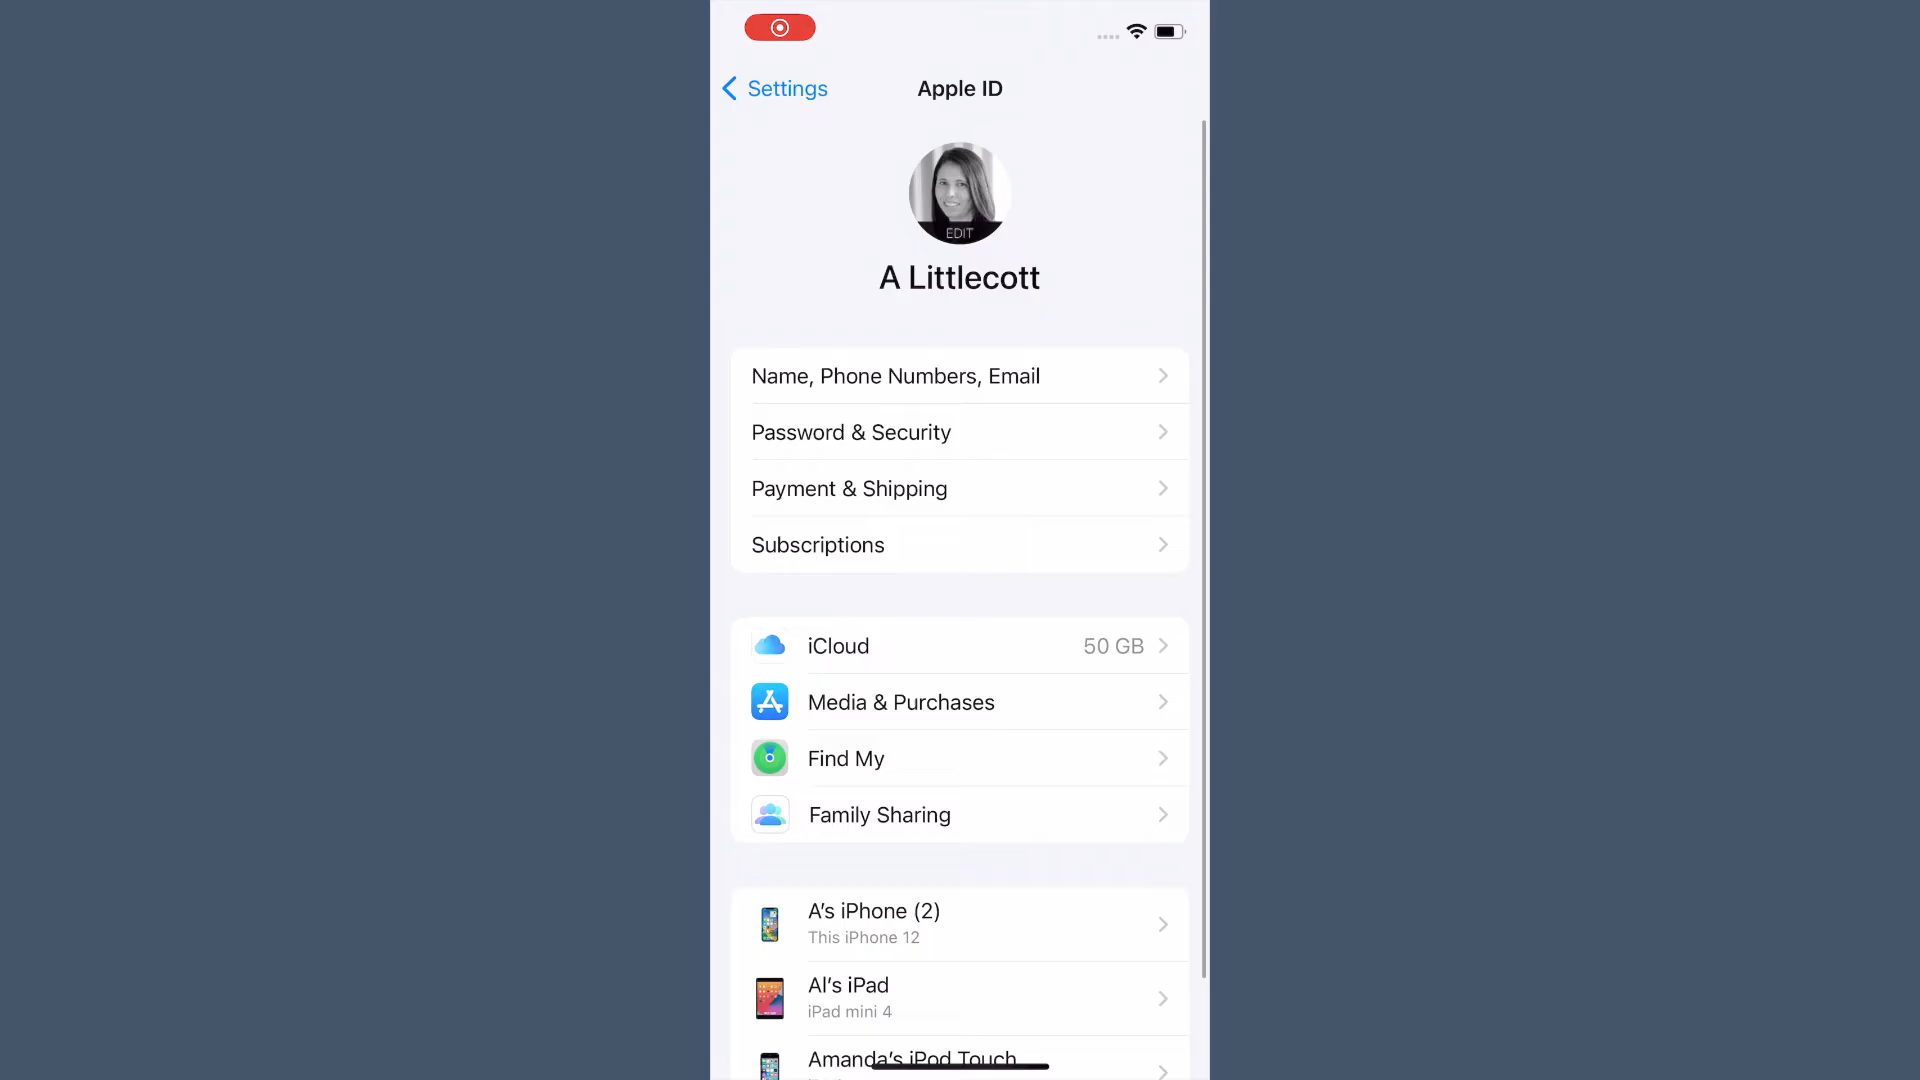 Settings
Apple ID
EDIT
A Littlecott
Name, Phone Numbers, Email
Password & Security
Payment & Shipping
Subscriptions
iCloud 50 GB
Media & Purchases
Find My
Family Sharing
A’s iPhone (2)
This iPhone 12
Al’s iPad
iPad mini 4
Amanda’s iPod Touch